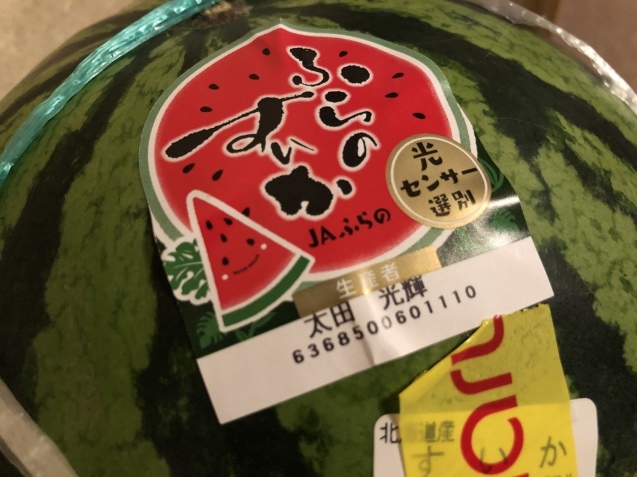 ふらの
すいか
JAふらの
光
センサー
選別
生産者
太田 光輝
6368500601110
北海道産
すいか